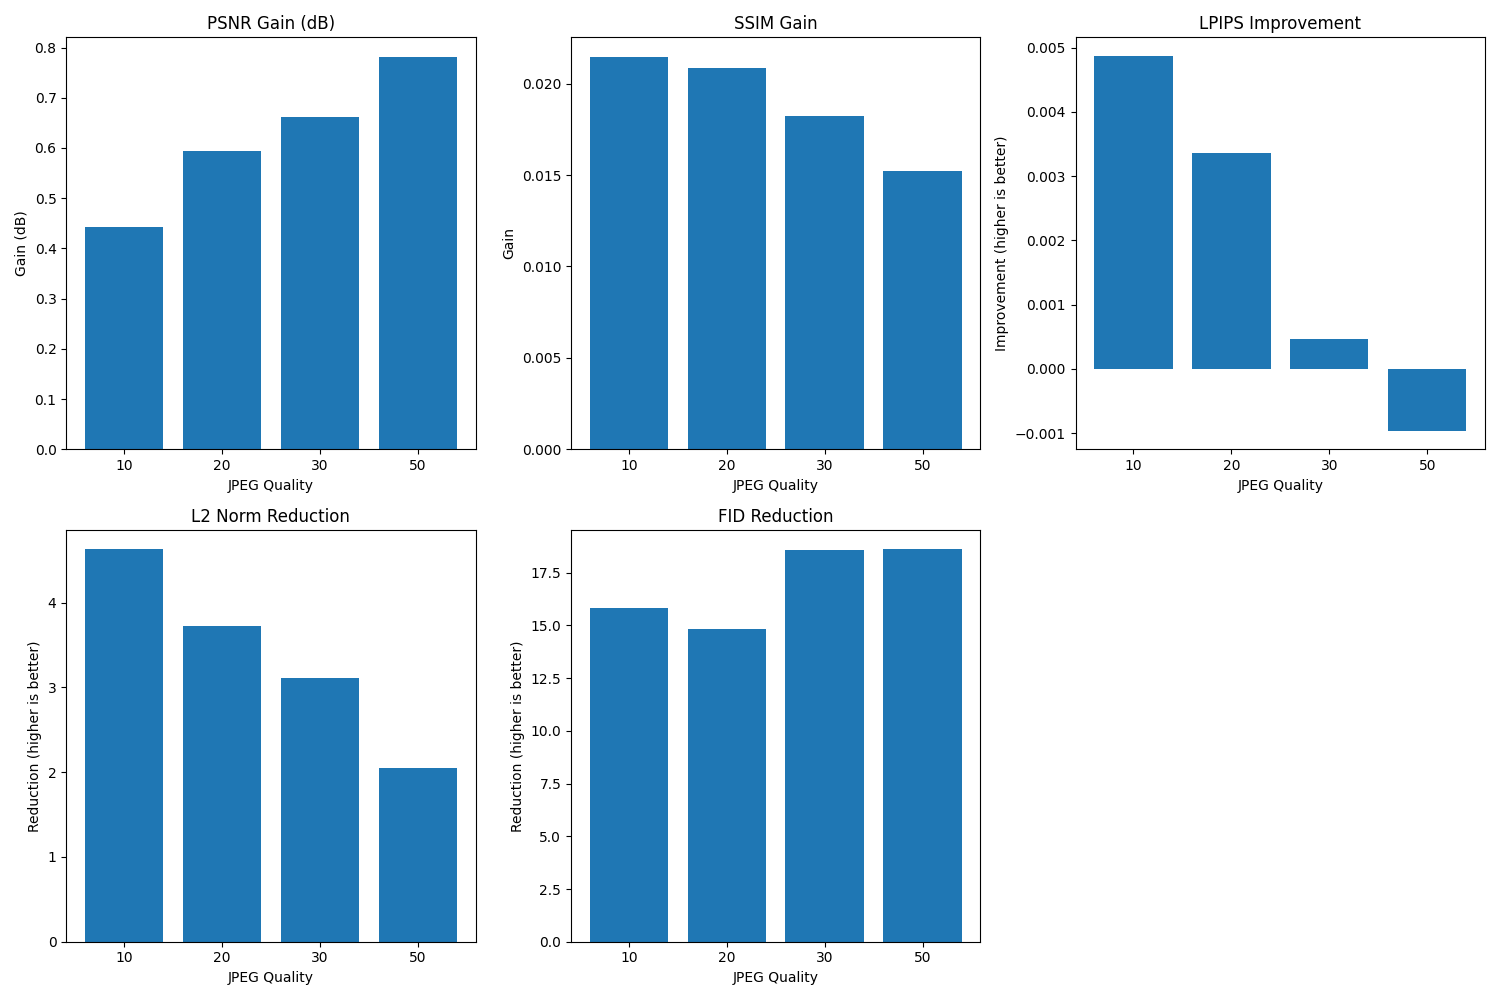 PSNR Gain (dB)
Gain (dB)
0.8
0.7
0.6
0.5
0.4
0.3
0.2
0.1
0.0
10 20 30 50
JPEG Quality
SSIM Gain
Gain
0.020
0.015
0.010
0.005
0.000
10 20 30 50
JPEG Quality
LPIPS Improvement
Improvement (higher is better)
0.005
0.004
0.003
0.002
0.001
0.000
−0.001
10 20 30 50
JPEG Quality
L2 Norm Reduction
Reduction (higher is better)
4
3
2
1
0
10 20 30 50
JPEG Quality
FID Reduction
Reduction (higher is better)
17.5
15.0
12.5
10.0
7.5
5.0
2.5
0.0
10 20 30 50
JPEG Quality